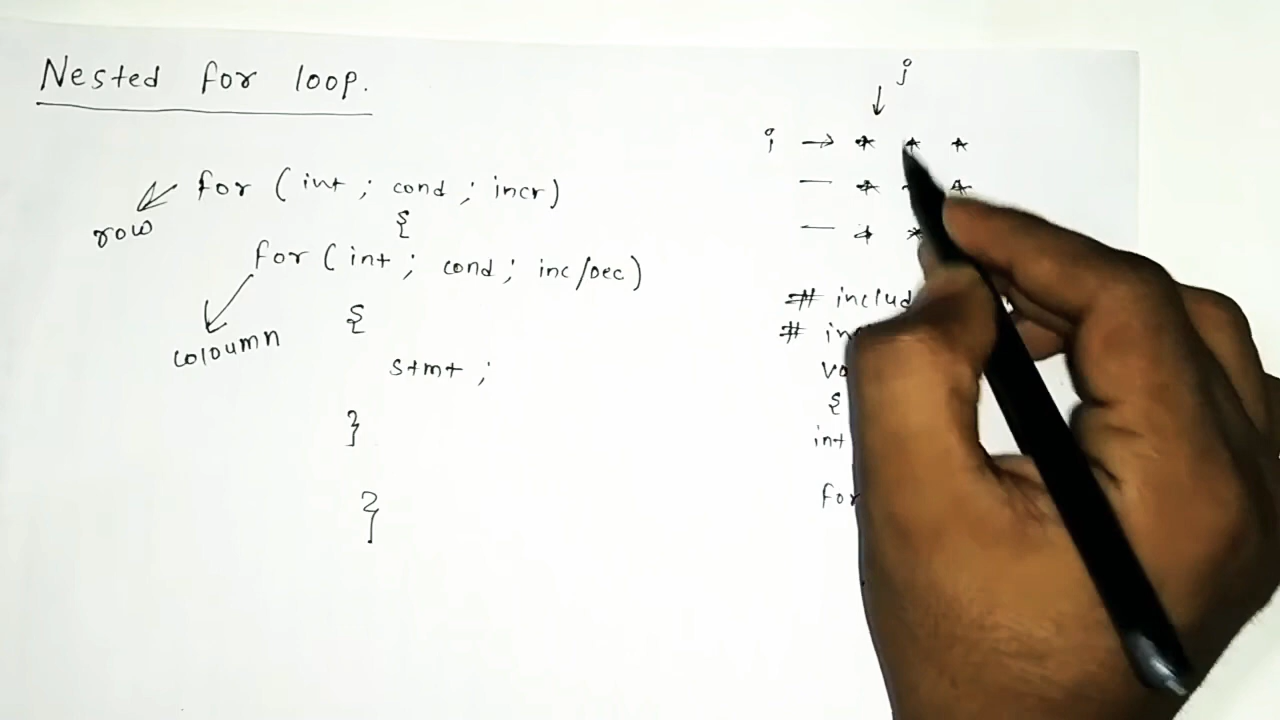 Nested for loop.
for (int ; cond ; incr)
{
row
for (int ; cond ; inc/Dec)
{
coloumn
stmt ;
}
}
j
i → * * *
— * *
— * *
# includ
# in
{
int
for